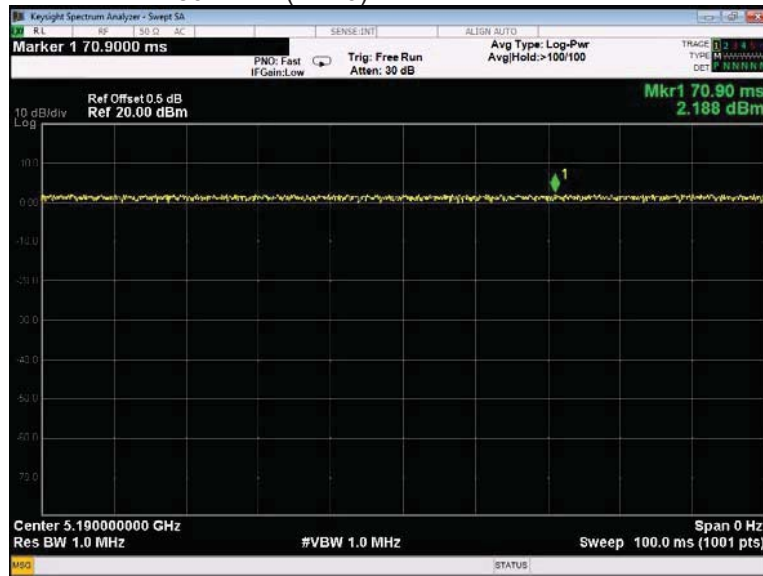 Keysight Spectrum Analyzer - Swept SA
RL RF 50 Ω AC SENSE:INT ALIGN AUTO
Marker 1 70.9000 ms
PNO: Fast
IFGain:Low
Trig: Free Run
Atten: 30 dB
Avg Type: Log-Pwr
Avg|Hold:>100/100
TRACE 1 2 3 4 5
TYPE M
DET P N N N N
Mkr1 70.90 ms
2.188 dBm
Ref Offset 0.5 dB
10 dB/div Ref 20.00 dBm
Log
10.0
1
0.00
-10.0
-20.0
-30.0
-40.0
-50.0
-60.0
-70.0
Center 5.190000000 GHz Span 0 Hz
Res BW 1.0 MHz #VBW 1.0 MHz Sweep 100.0 ms (1001 pts)
MSG STATUS